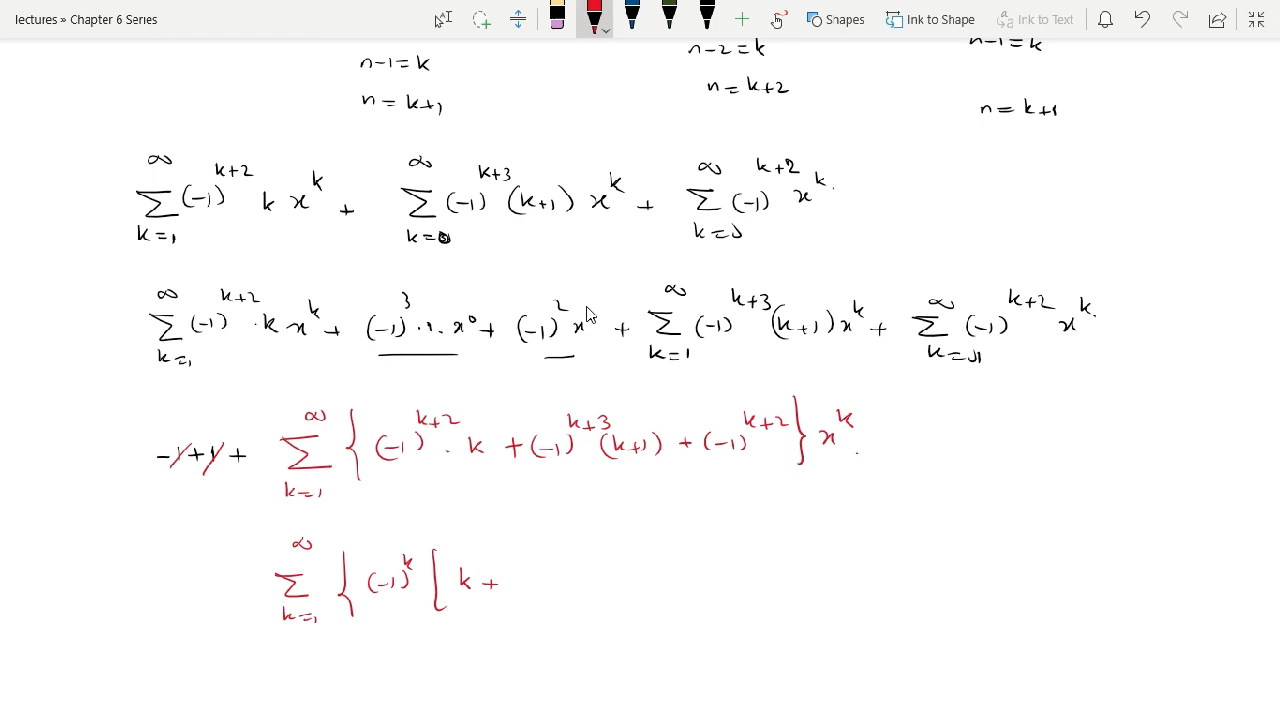 lectures » Chapter 6 Series Shapes Ink to Shape Ink to Text
n-1=k n-2=k n-1=k
n=k+1 n=k+2 n=k+1
∑_{k=1}^{∞} (-1)^{k+2} k x^k + ∑_{k=0}^{∞} (-1)^{k+3} (k+1) x^k + ∑_{k=0}^{∞} (-1)^{k+2} x^k.
∑_{k=1}^{∞} (-1)^{k+2} · k x^k + (-1)^3 · 1 · x^0 + (-1)^2 x^0 + ∑_{k=1}^{∞} (-1)^{k+3} (k+1) x^k + ∑_{k=1}^{∞} (-1)^{k+2} x^k.
-1+1+ ∑_{k=1}^{∞} { (-1)^{k+2} · k + (-1)^{k+3} (k+1) + (-1)^{k+2} } x^k.
∑_{k=1}^{∞} { (-1)^k [ k +